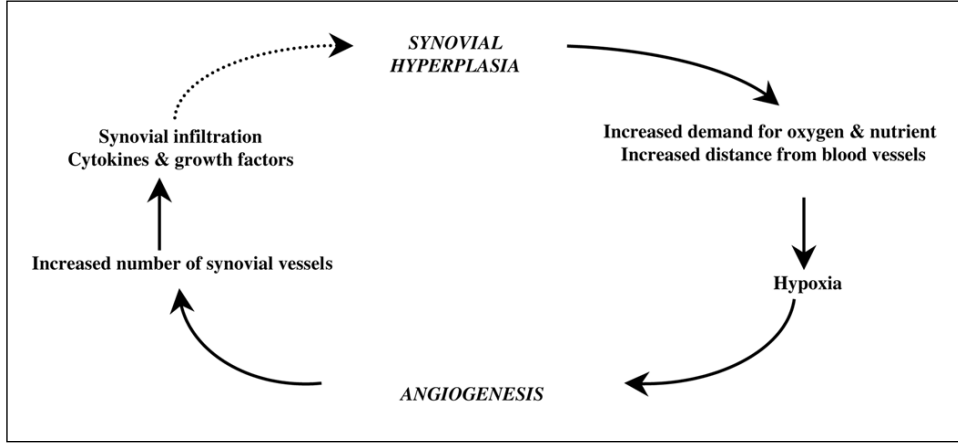 SYNOVIAL
HYPERPLASIA
Increased demand for oxygen & nutrient
Increased distance from blood vessels
Hypoxia
ANGIOGENESIS
Increased number of synovial vessels
Synovial infiltration
Cytokines & growth factors